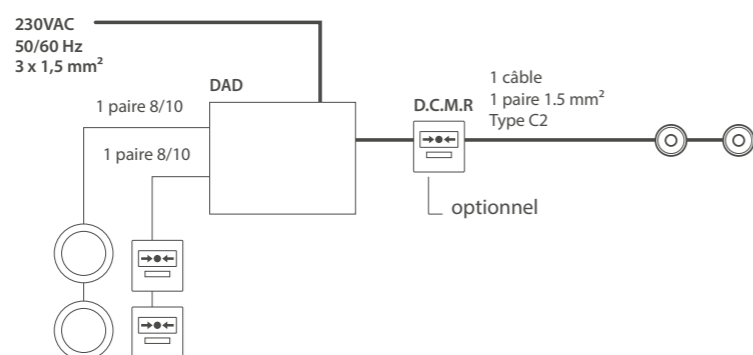 230VAC
50/60 Hz
3 x 1,5 mm²
DAD
1 paire 8/10
1 paire 8/10
D.C.M.R
1 câble
1 paire 1.5 mm²
Type C2
optionnel